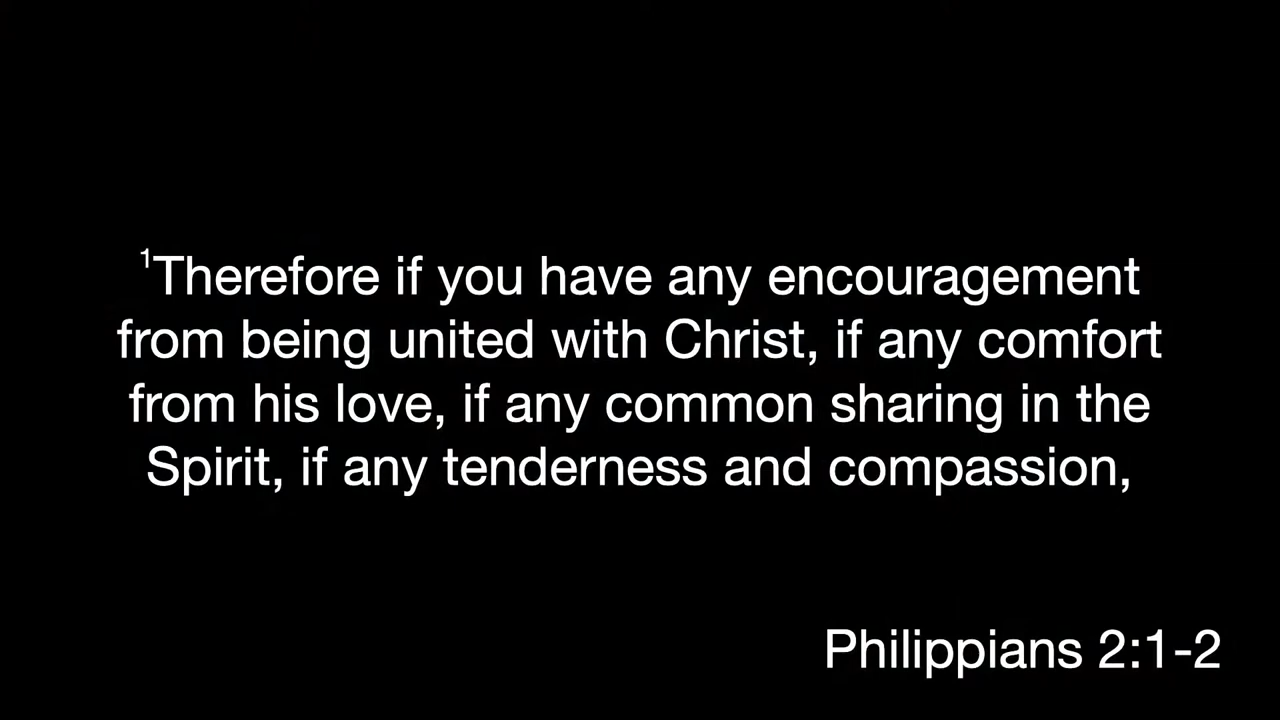 ¹Therefore if you have any encouragement
from being united with Christ, if any comfort
from his love, if any common sharing in the
Spirit, if any tenderness and compassion,
Philippians 2:1-2